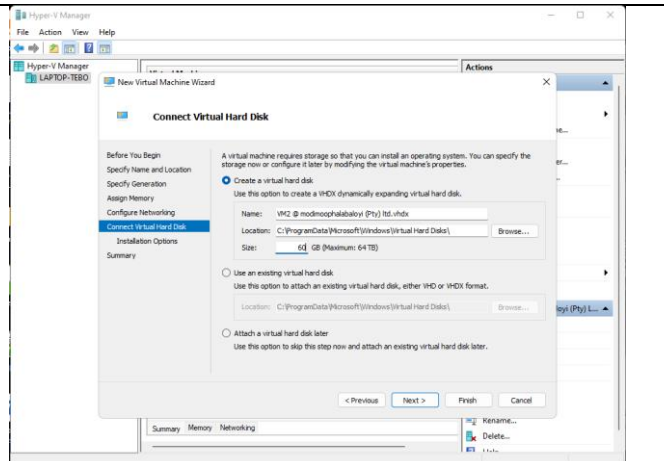 Hyper-V Manager
File Action View Help
Hyper-V Manager
LAPTOP-TEBO
Actions
New Virtual Machine Wizard
Connect Virtual Hard Disk
Before You Begin
Specify Name and Location
Specify Generation
Assign Memory
Configure Networking
Connect Virtual Hard Disk
Installation Options
Summary
A virtual machine requires storage so that you can install an operating system. You can specify the
storage now or configure it later by modifying the virtual machine's properties.
Create a virtual hard disk
Use this option to create a VHDX dynamically expanding virtual hard disk.
Name: VM2 @ modimoophalabaloyi (Pty) ltd.vhdx
Location: C:\ProgramData\Microsoft\Windows\Virtual Hard Disks\ Browse...
Size: 60 GB (Maximum: 64 TB)
Use an existing virtual hard disk
Use this option to attach an existing virtual hard disk, either VHD or VHDX format.
Location: C:\ProgramData\Microsoft\Windows\Virtual Hard Disks\ Browse...
Attach a virtual hard disk later
Use this option to skip this step now and attach an existing virtual hard disk later.
< Previous Next > Finish Cancel
loyi (Pty) L...
Summary Memory Networking
Rename...
Delete...